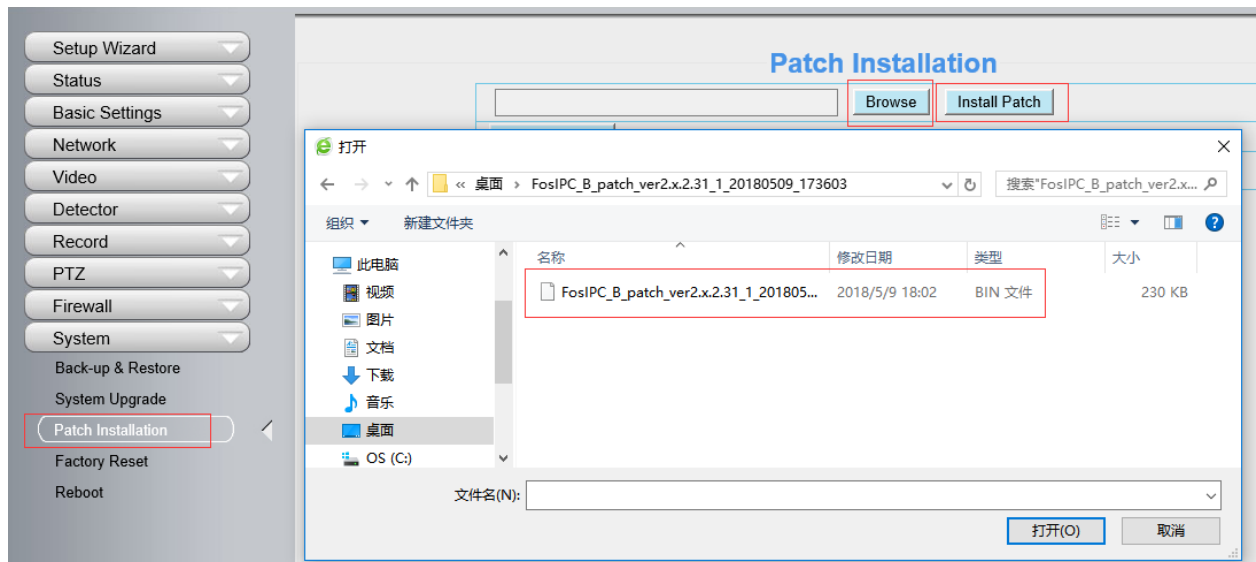 Setup Wizard
Status
Basic Settings
Network
Video
Detector
Record
PTZ
Firewall
System
Back-up & Restore
System Upgrade
Patch Installation
Factory Reset
Reboot
Patch Installation
Browse
Install Patch
打开
« 桌面 › FosIPC_B_patch_ver2.x.2.31_1_20180509_173603
搜索"FosIPC_B_patch_ver2.x...
组织
新建文件夹
此电脑
视频
图片
文档
下载
音乐
桌面
OS (C:)
名称 修改日期 类型 大小
FosIPC_B_patch_ver2.x.2.31_1_201805... 2018/5/9 18:02 BIN 文件 230 KB
文件名(N):
打开(O)
取消